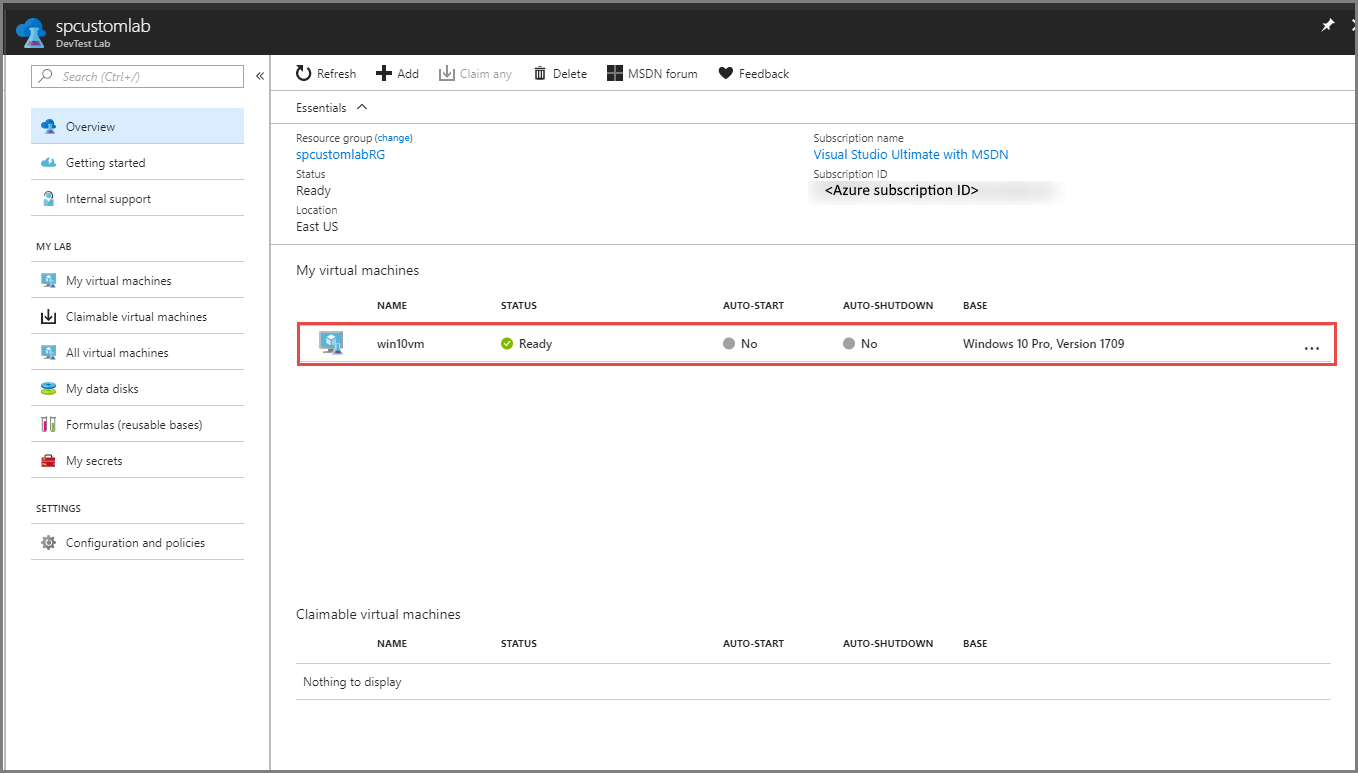 spcustomlab
DevTest Lab
Search (Ctrl+/)
«
Overview
Getting started
Internal support
MY LAB
My virtual machines
Claimable virtual machines
All virtual machines
My data disks
Formulas (reusable bases)
My secrets
SETTINGS
Configuration and policies
Refresh Add Claim any Delete MSDN forum Feedback
Essentials
Resource group (change)
spcustomlabRG
Status
Ready
Location
East US
Subscription name
Visual Studio Ultimate with MSDN
Subscription ID
<Azure subscription ID>
My virtual machines
NAME STATUS AUTO-START AUTO-SHUTDOWN BASE
win10vm Ready No No Windows 10 Pro, Version 1709 ...
Claimable virtual machines
NAME STATUS AUTO-START AUTO-SHUTDOWN BASE
Nothing to display